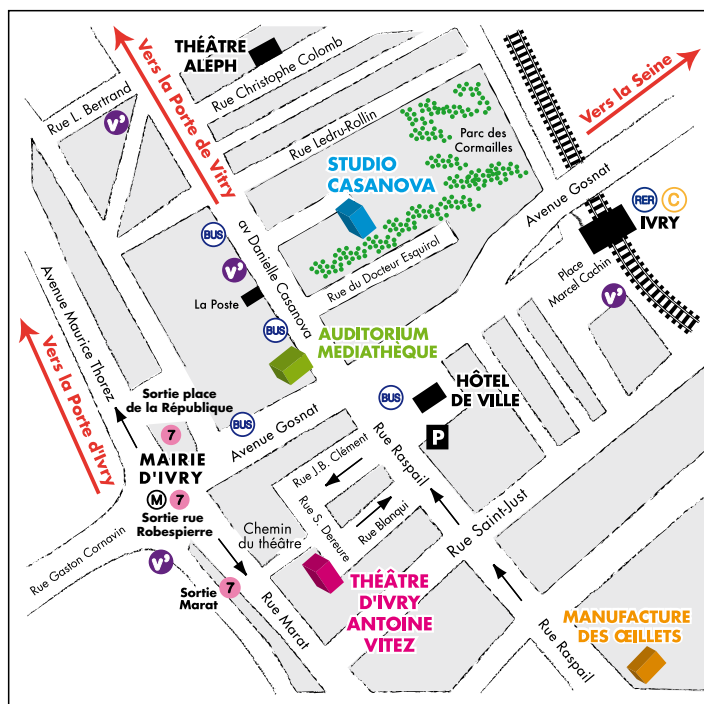 THÉÂTRE
ALÉPH
Rue Christophe Colomb
Vers la Porte de Vitry
Vers la Seine
Rue L. Bertrand
v'
Rue Ledru-Rollin
Parc des
Cormailles
STUDIO
CASANOVA
Avenue Gosnat
RER C
IVRY
BUS
av Danielle Casanova
v'
La Poste
Rue du Docteur Esquirol
Place
Marcel Cachin
v'
BUS
AUDITORIUM
MEDIATHÈQUE
Avenue Maurice Thorez
Vers la Porte d'Ivry
Sortie place
de la République
7
BUS
Avenue Gosnat
BUS
HÔTEL
DE VILLE
P
MAIRIE
D'IVRY
M 7
Sortie rue
Robespierre
Rue J.B. Clément
Rue Raspail
Rue S. Dereure
Rue Blanqui
Rue Saint-Just
Chemin
du théâtre
Rue Gaston Cornavin
v'
Sortie
Marat
7
Rue Marat
THÉÂTRE
D'IVRY
ANTOINE
VITEZ
MANUFACTURE
DES ŒILLETS
Rue Raspail